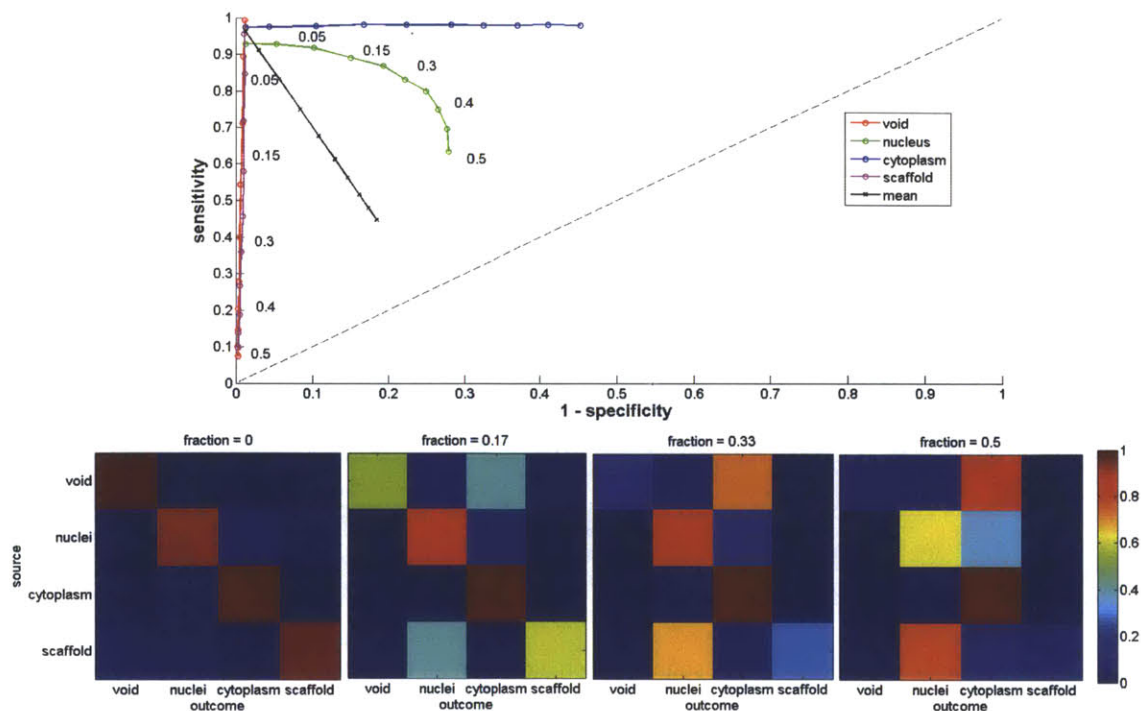 1
0.9
0.8
0.7
0.6
0.5
0.4
0.3
0.2
0.1
0
sensitivity
0.05
0.15
0.3
0.4
0.5
0.05
0.15
0.3
0.4
0.5
void
nucleus
cytoplasm
scaffold
mean
0 0.1 0.2 0.3 0.4 0.5 0.6 0.7 0.8 0.9 1
1 - specificity
fraction = 0 fraction = 0.17 fraction = 0.33 fraction = 0.5
source
void
nuclei
cytoplasm
scaffold
void nuclei cytoplasm scaffold void nuclei cytoplasm scaffold void nuclei cytoplasm scaffold void nuclei cytoplasm scaffold
outcome outcome outcome outcome
1
0.8
0.6
0.4
0.2
0